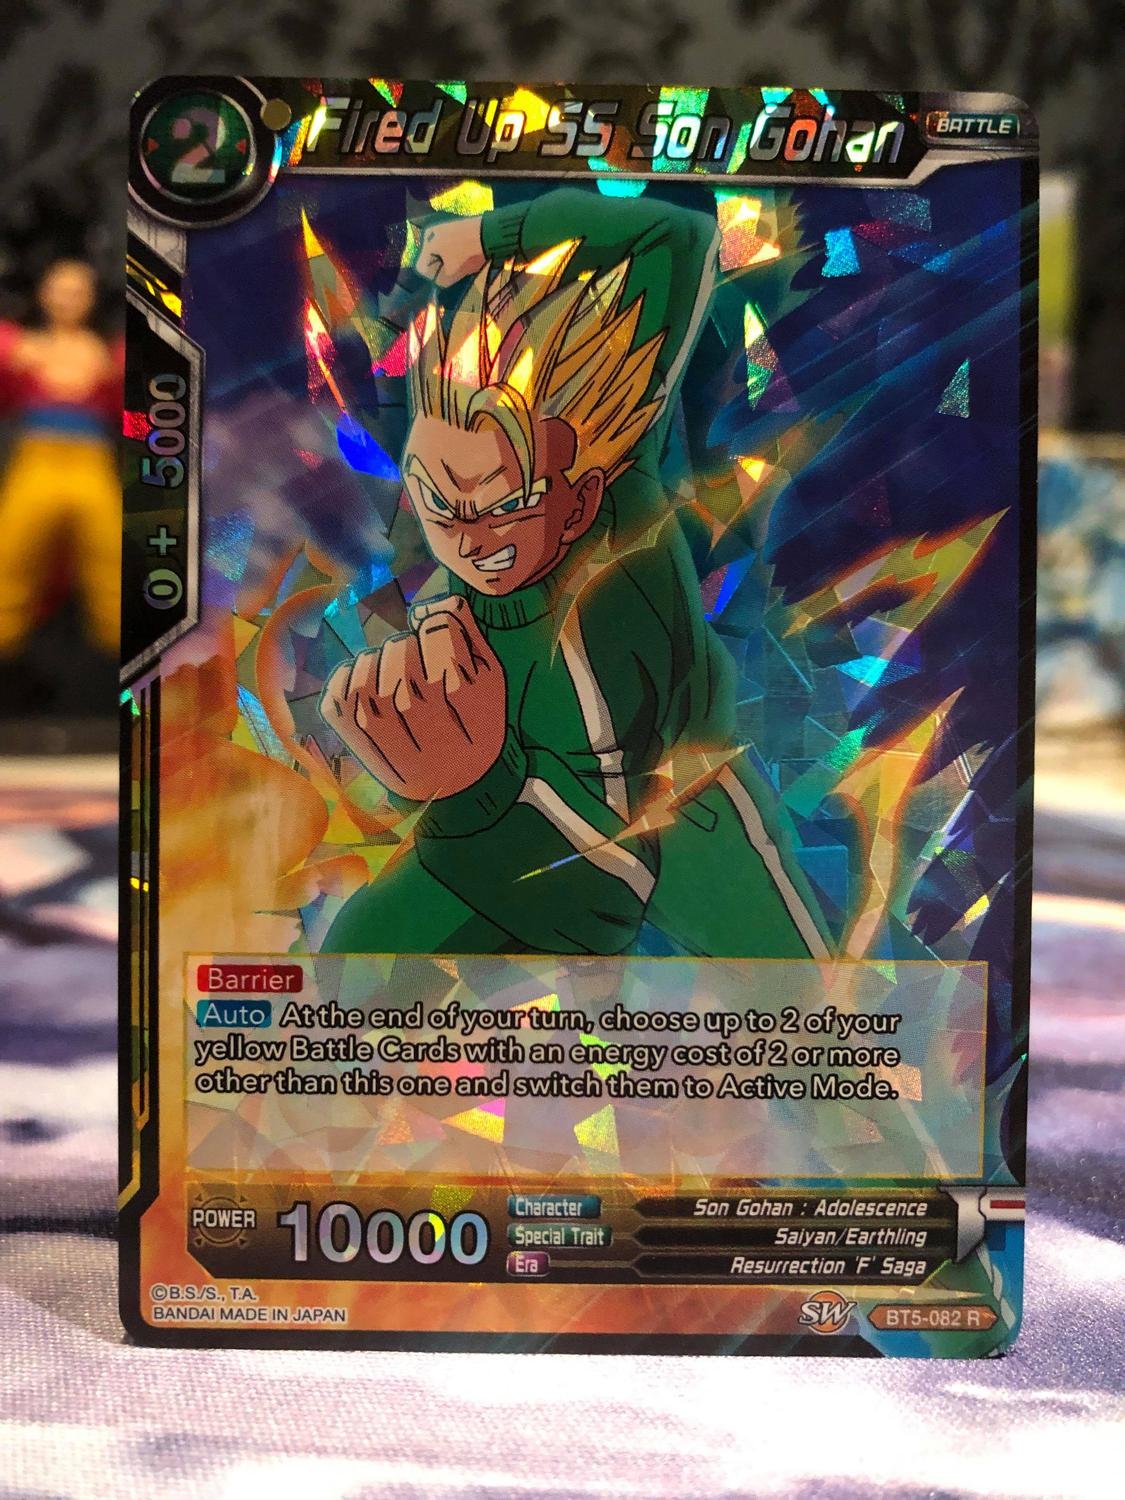 2
Fired Up SS Son Gohan
BATTLE
0 + 5000
Barrier
Auto At the end of your turn, choose up to 2 of your
yellow Battle Cards with an energy cost of 2 or more
other than this one and switch them to Active Mode.
POWER
10000
Character
Son Gohan : Adolescence
Special Trait
Saiyan/Earthling
Era
Resurrection 'F' Saga
©B.S./S., T.A.
BANDAI MADE IN JAPAN
SW
BT5-082 R